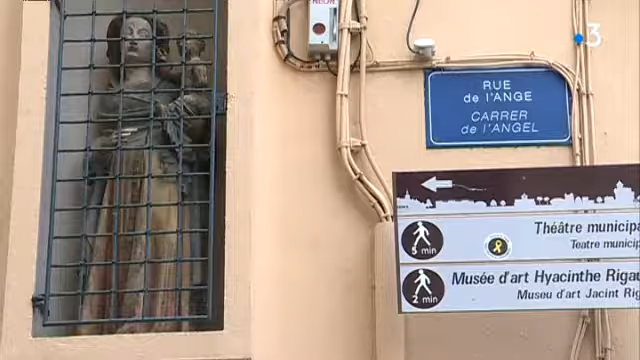 3
RUE
de L'ANGE
CARRER
de L'ANGEL
5 min
Théâtre municipa
Teatre municip
2 min
Musée d'art Hyacinthe Rigau
Museu d'art Jacint Rig